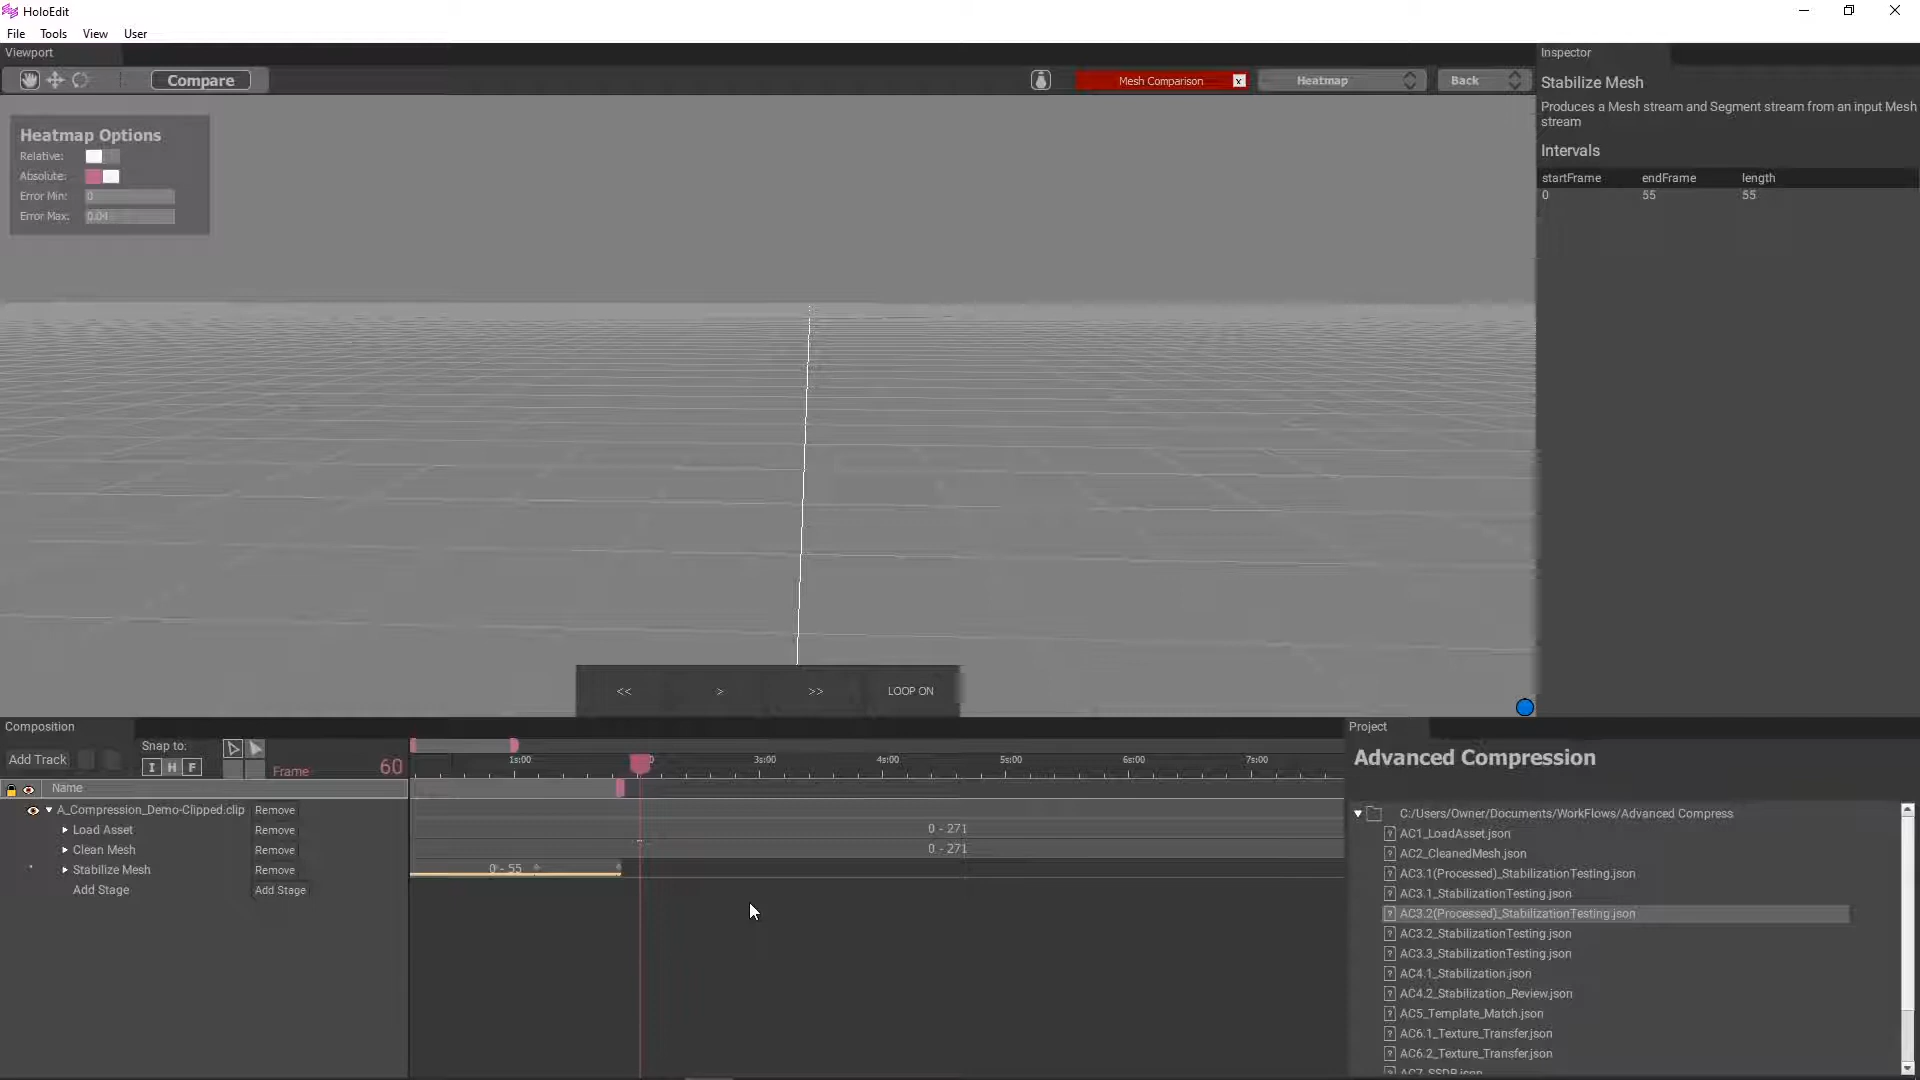 HoloEdit
File Tools View User
Viewport
Compare
Mesh Comparison x Heatmap Back
Heatmap Options
Relative:
Absolute:
Error Min: 0
Error Max: 0.04
<< > >> LOOP ON
Inspector
Stabilize Mesh
Produces a Mesh stream and Segment stream from an input Mesh
stream
Intervals
startFrame endFrame length
0 55 55
Composition
Add Track
Snap to:
I H F
Frame 60
1s:00 3s:00 4s:00 5s:00 6s:00 7s:00
Name
A_Compression_Demo-Clipped.clip Remove
Load Asset Remove 0 - 271
Clean Mesh Remove 0 - 271
Stabilize Mesh Remove 0 - 55
Add Stage Add Stage
Project
Advanced Compression
C:/Users/Owner/Documents/WorkFlows/Advanced Compress
? AC1_LoadAsset.json
? AC2_CleanedMesh.json
? AC3.1(Processed)_StabilizationTesting.json
? AC3.1_StabilizationTesting.json
? AC3.2(Processed)_StabilizationTesting.json
? AC3.2_StabilizationTesting.json
? AC3.3_StabilizationTesting.json
? AC4.1_Stabilization.json
? AC4.2_Stabilization_Review.json
? AC5_Template_Match.json
? AC6.1_Texture_Transfer.json
? AC6.2_Texture_Transfer.json